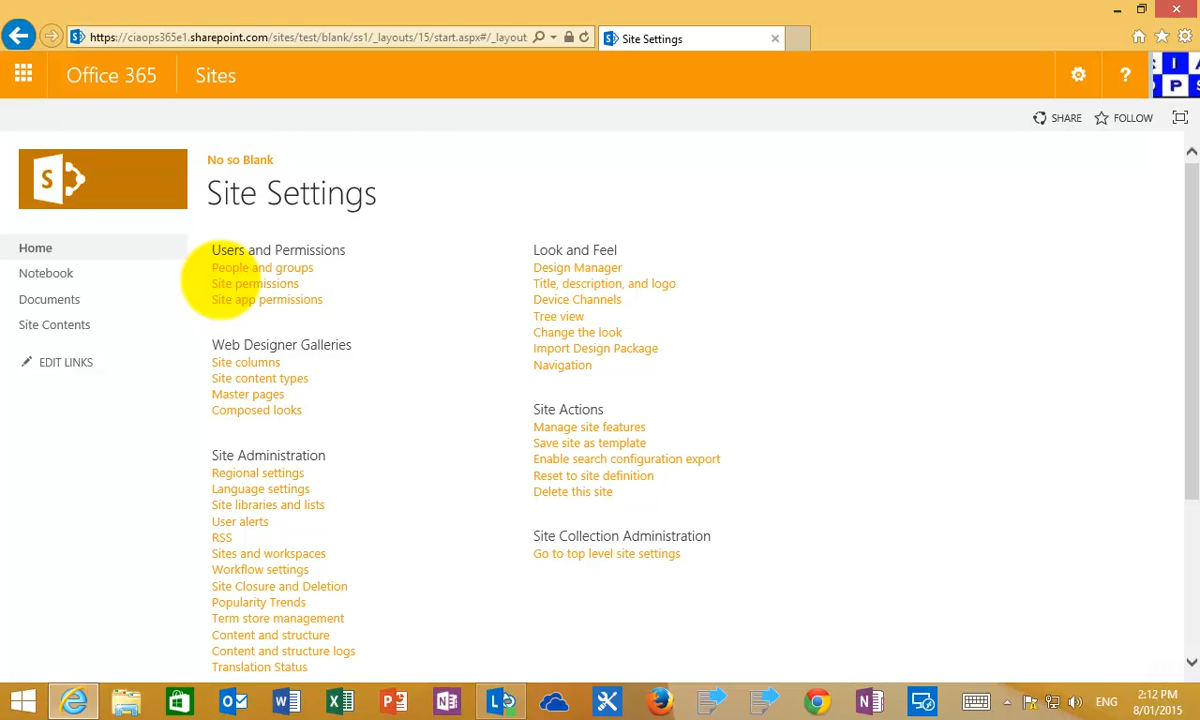 https://ciaops365e1.sharepoint.com/sites/test/blank/ss1/_layouts/15/start.aspx#/_layout
Site Settings
Office 365
Sites
?
I A
P S
SHARE
FOLLOW
S
No so Blank
Site Settings
Home
Notebook
Documents
Site Contents
EDIT LINKS
Users and Permissions
People and groups
Site permissions
Site app permissions
Web Designer Galleries
Site columns
Site content types
Master pages
Composed looks
Site Administration
Regional settings
Language settings
Site libraries and lists
User alerts
RSS
Sites and workspaces
Workflow settings
Site Closure and Deletion
Popularity Trends
Term store management
Content and structure
Content and structure logs
Translation Status
Look and Feel
Design Manager
Title, description, and logo
Device Channels
Tree view
Change the look
Import Design Package
Navigation
Site Actions
Manage site features
Save site as template
Enable search configuration export
Reset to site definition
Delete this site
Site Collection Administration
Go to top level site settings
ENG
2:12 PM
8/01/2015